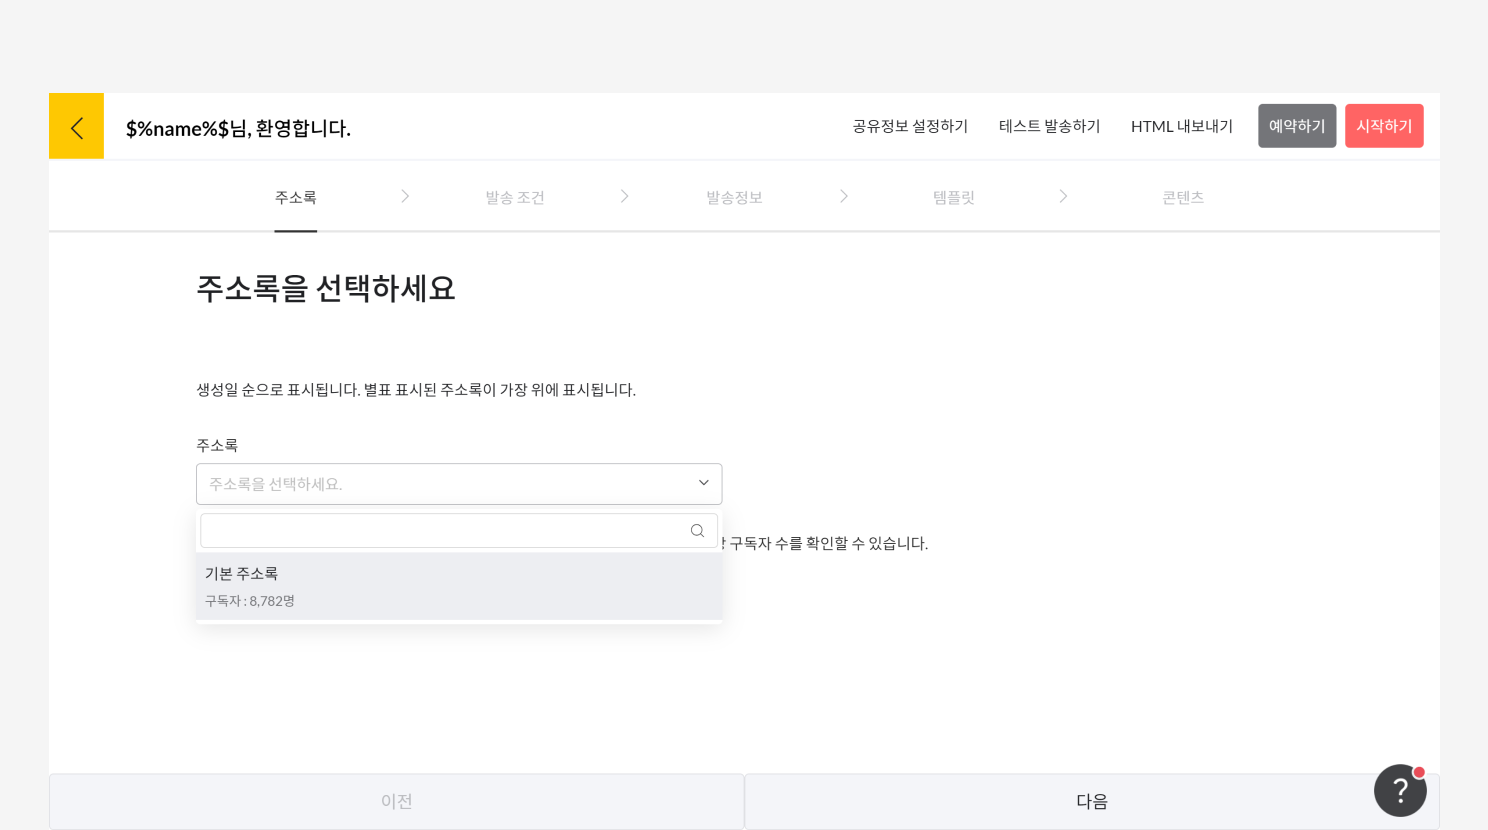 $%name%$님, 환영합니다.
공유정보 설정하기
테스트 발송하기
HTML 내보내기
예약하기
시작하기
주소록
발송 조건
발송정보
템플릿
콘텐츠
주소록을 선택하세요
생성일 순으로 표시됩니다. 별표 표시된 주소록이 가장 위에 표시됩니다.
주소록
주소록을 선택하세요.
구독자 수를 확인할 수 있습니다.
기본 주소록
구독자 : 8,782명
이전
다음
?